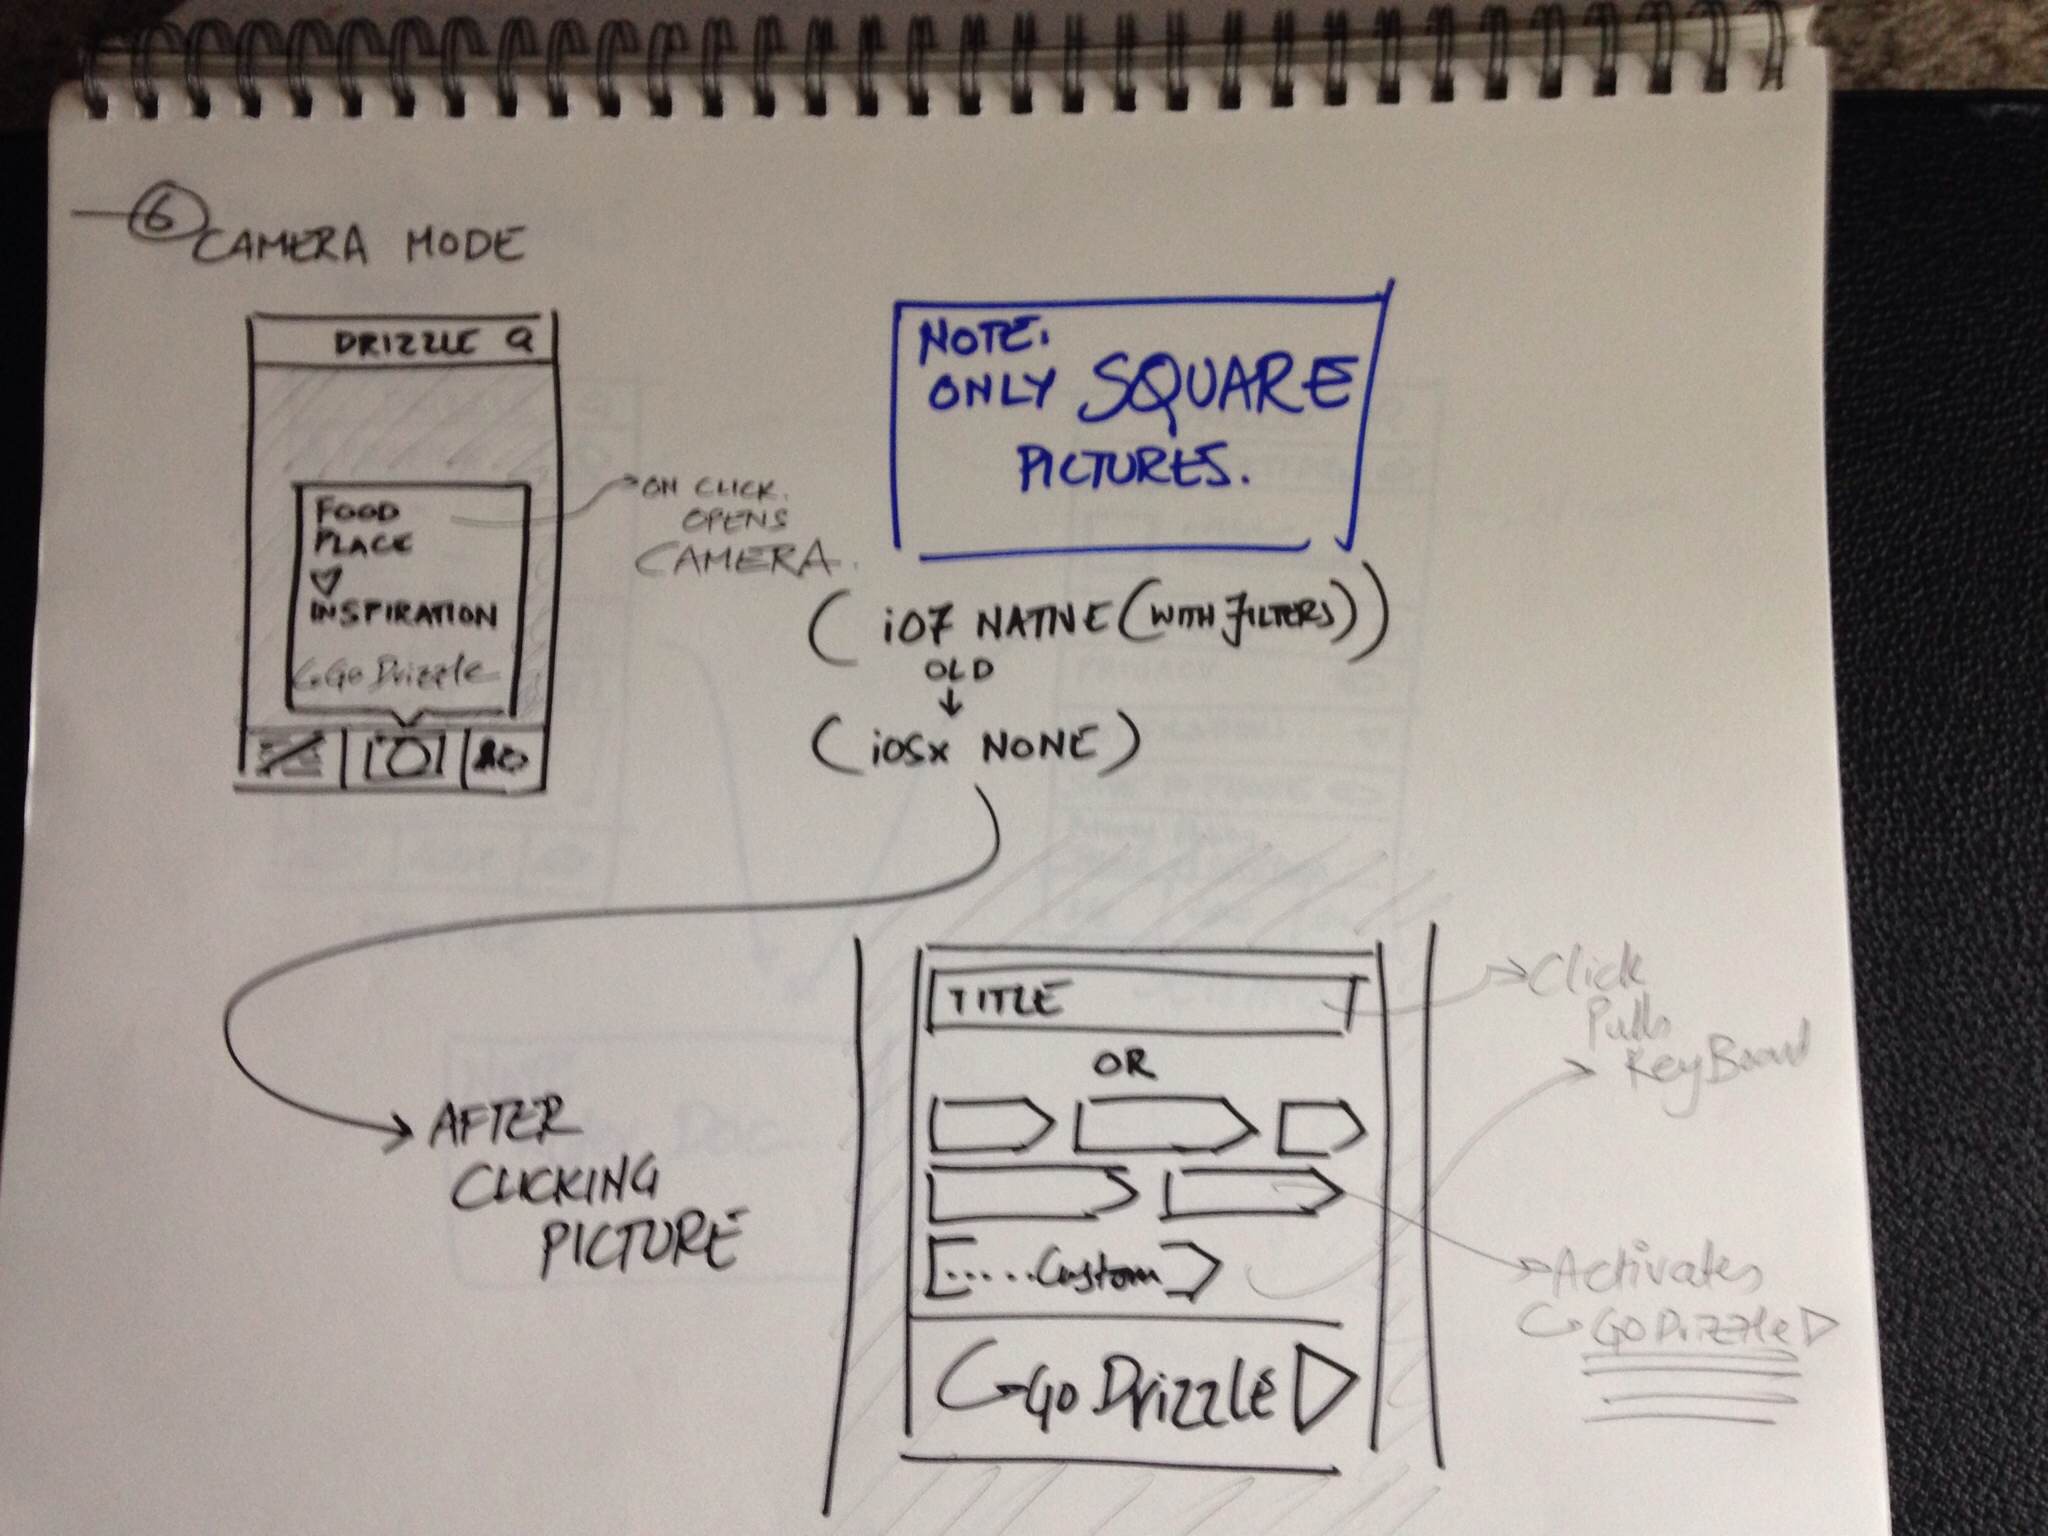 6
CAMERA MODE
DRIZZLE
FOOD
PLACE
♡
INSPIRATION
Go Drizzle
ON CLICK.
OPENS
CAMERA.
NOTE.
ONLY SQUARE
PICTURES.
(iO7 NATIVE (WITH FILTERS))
OLD
↓
(iOSx NONE)
AFTER
CLICKING
PICTURE
TITLE
OR
.....Custom
Go Drizzle
Click
Pulls
KeyBoard
Activates
GO Drizzle